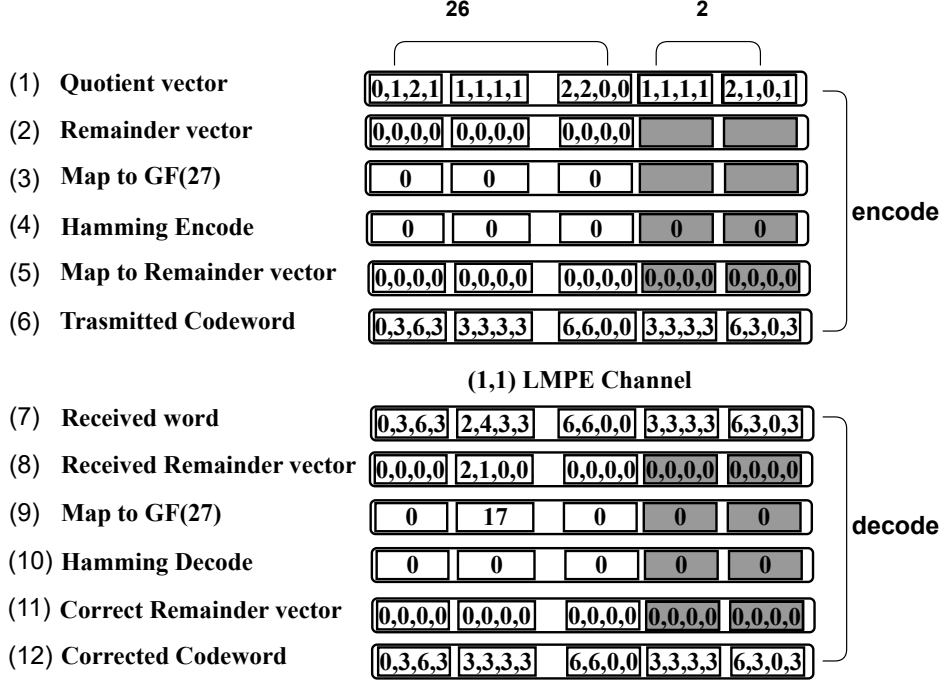 26 2
(1) Quotient vector 0,1,2,1 1,1,1,1 2,2,0,0 1,1,1,1 2,1,0,1
(2) Remainder vector 0,0,0,0 0,0,0,0 0,0,0,0
(3) Map to GF(27) 0 0 0
(4) Hamming Encode 0 0 0 0 0
encode
(5) Map to Remainder vector 0,0,0,0 0,0,0,0 0,0,0,0 0,0,0,0 0,0,0,0
(6) Trasmitted Codeword 0,3,6,3 3,3,3,3 6,6,0,0 3,3,3,3 6,3,0,3
(1,1) LMPE Channel
(7) Received word 0,3,6,3 2,4,3,3 6,6,0,0 3,3,3,3 6,3,0,3
(8) Received Remainder vector 0,0,0,0 2,1,0,0 0,0,0,0 0,0,0,0 0,0,0,0
(9) Map to GF(27) 0 17 0 0 0
decode
(10) Hamming Decode 0 0 0 0 0
(11) Correct Remainder vector 0,0,0,0 0,0,0,0 0,0,0,0 0,0,0,0 0,0,0,0
(12) Corrected Codeword 0,3,6,3 3,3,3,3 6,6,0,0 3,3,3,3 6,3,0,3